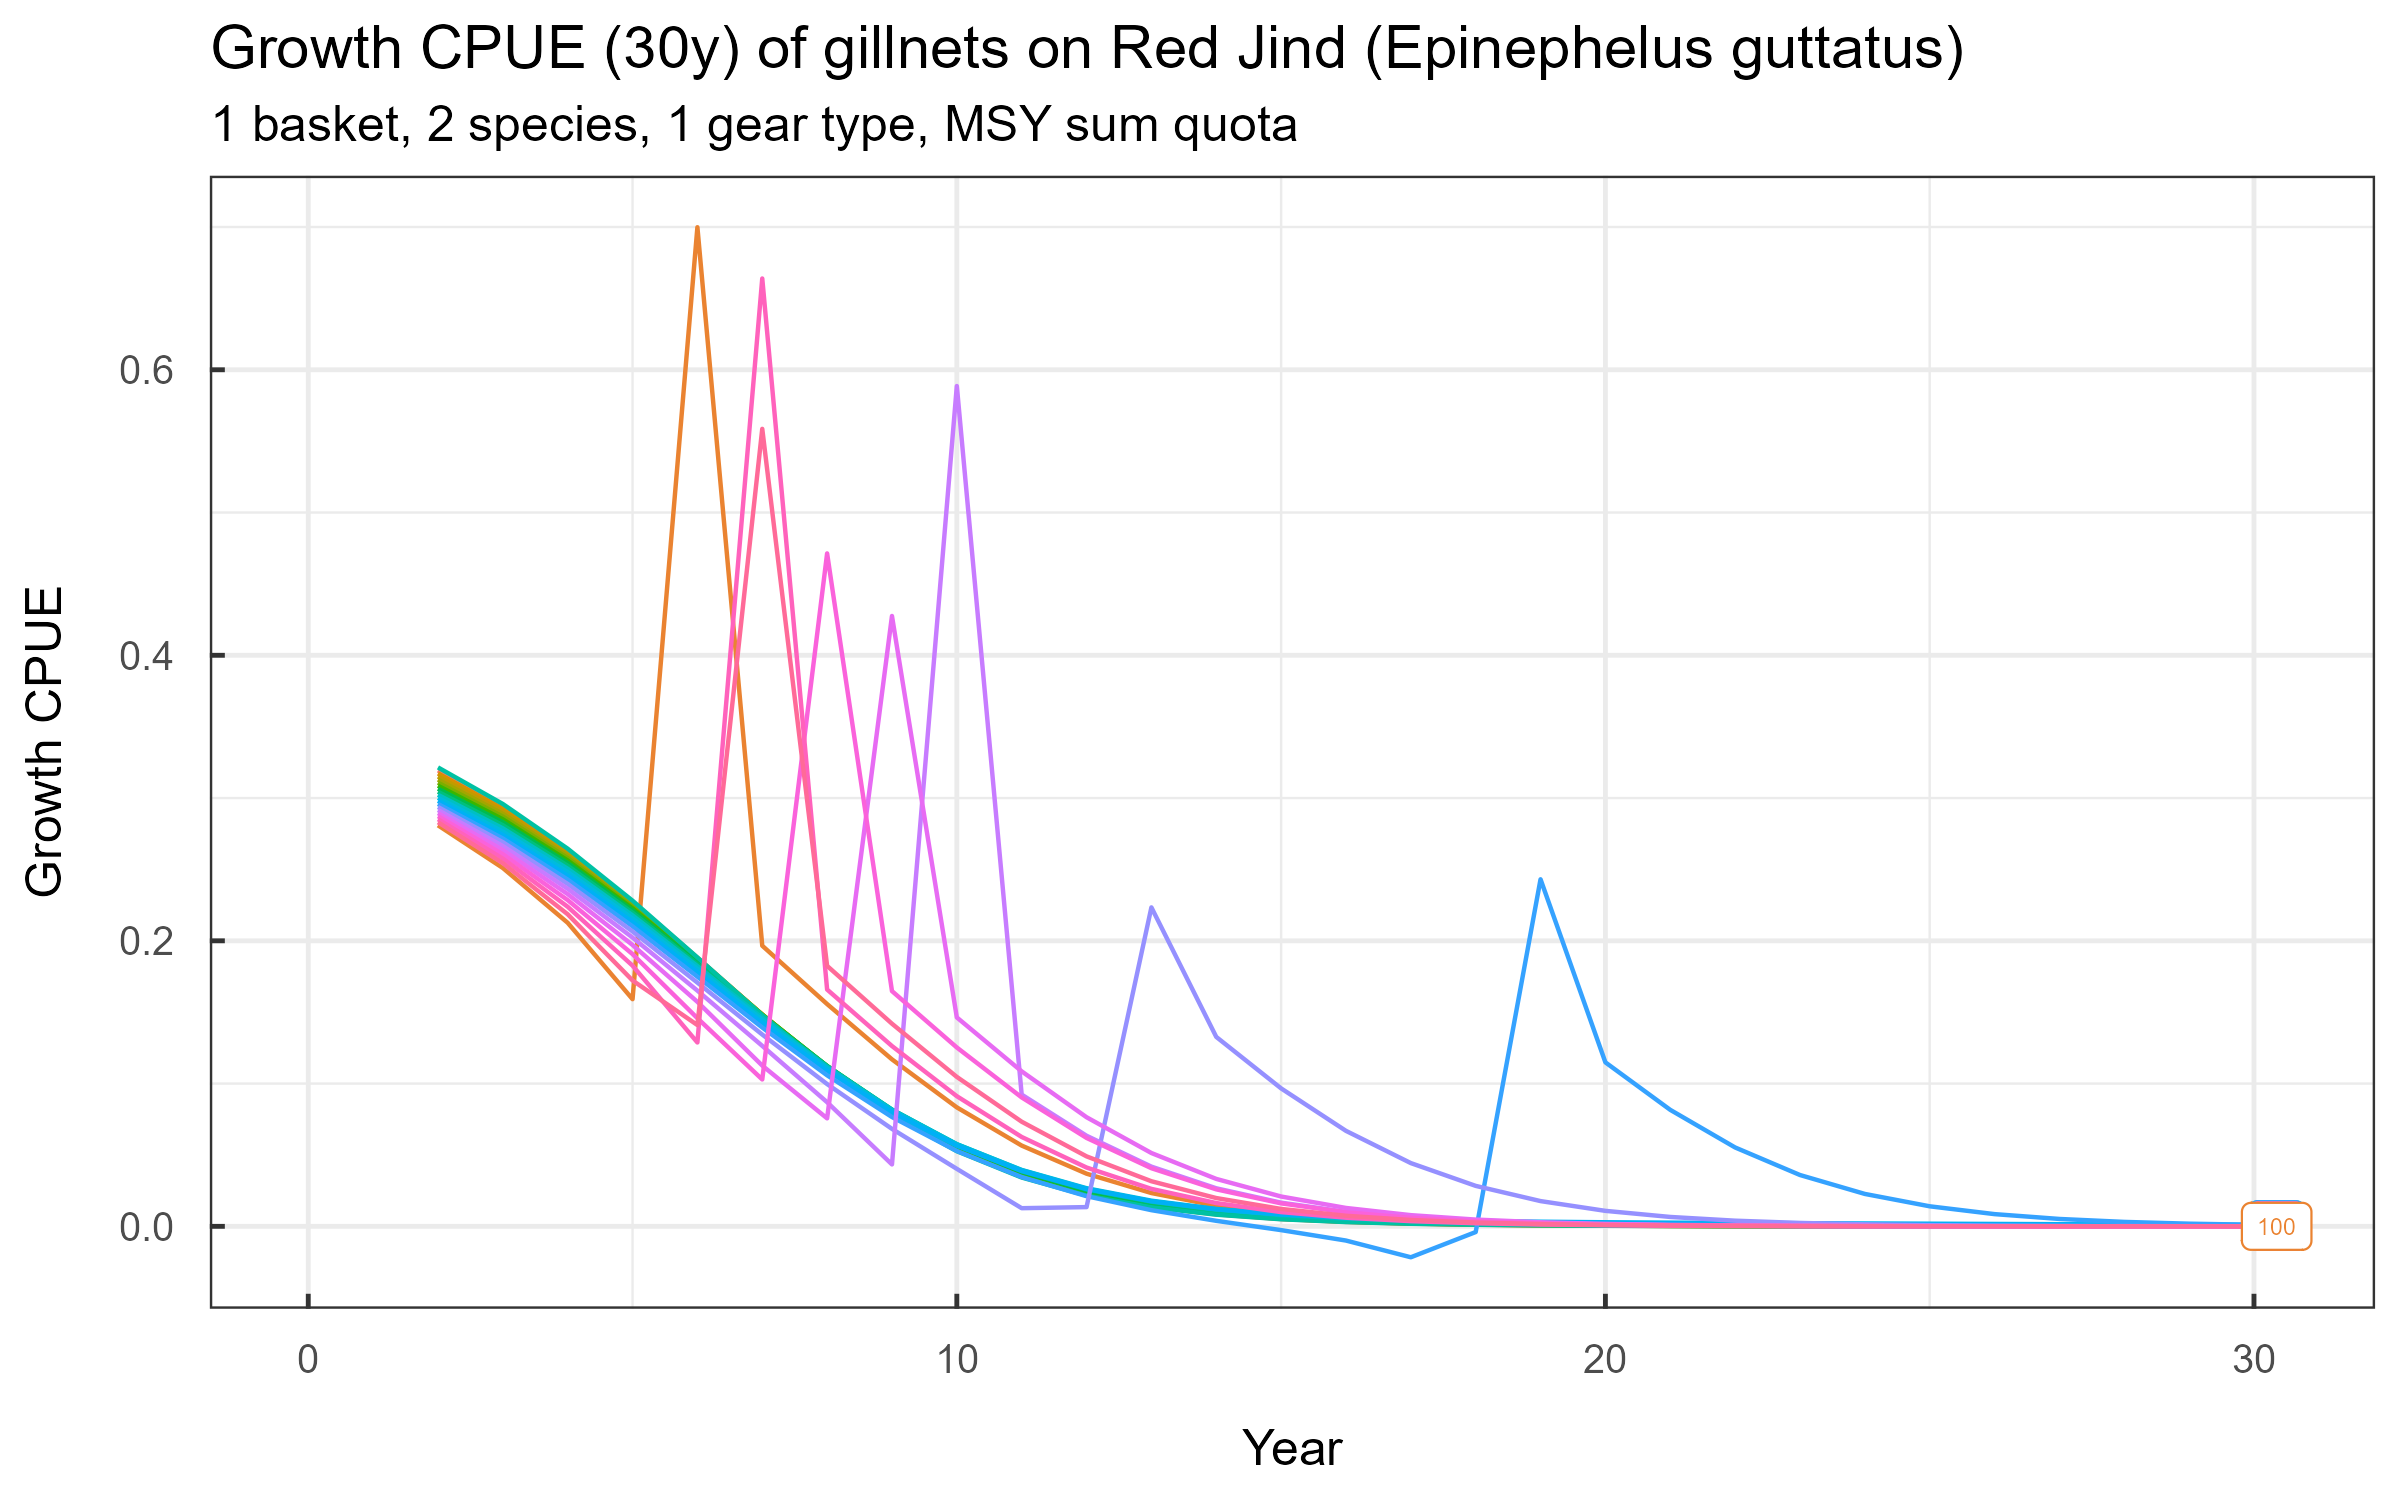 Growth CPUE (30y) of gillnets on Red Jind (Epinephelus guttatus)
1 basket, 2 species, 1 gear type, MSY sum quota
Growth CPUE
0.6
0.4
0.2
0.0
100
0 10 20 30
Year